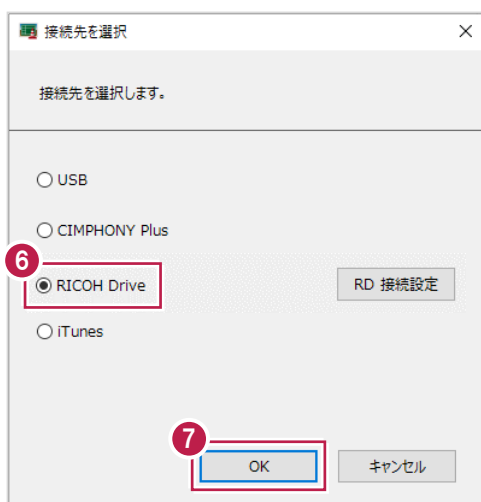 接続先を選択
接続先を選択します。
USB
CIMPHONY Plus
6
RICOH Drive
RD 接続設定
iTunes
7
OK
キャンセル